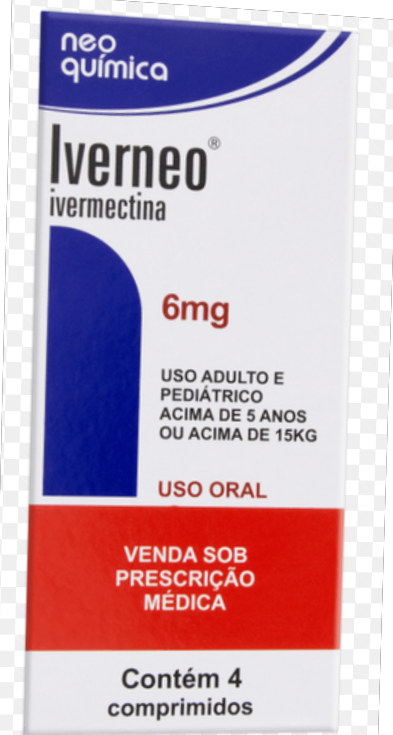 neo
química
Iverneo®
ivermectina
6mg
USO ADULTO E
PEDIÁTRICO
ACIMA DE 5 ANOS
OU ACIMA DE 15KG
USO ORAL
VENDA SOB
PRESCRIÇÃO
MÉDICA
Contém 4
comprimidos